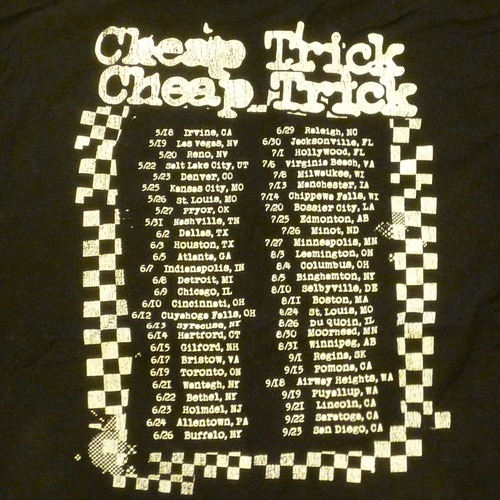 Cheap Trick
Cheap Trick
5/18 Irvine, CA
5/19 Las Vegas, NV
5/20 Reno, NV
5/22 Salt Lake City, UT
5/23 Denver, CO
5/25 Kansas City, MO
5/26 St. Louis, MO
5/27 Pryor, OK
5/31 Nashville, TN
6/2 Dallas, TX
6/3 Houston, TX
6/5 Atlanta, GA
6/7 Indianapolis, IN
6/8 Detroit, MI
6/9 Chicago, IL
6/10 Cincinnati, OH
6/12 Cuyahoga Falls, OH
6/13 Syracuse, NY
6/14 Hartford, CT
6/15 Gilford, NH
6/17 Bristow, VA
6/19 Toronto, ON
6/21 Wantagh, NY
6/22 Bethel, NY
6/23 Holmdel, NJ
6/24 Allentown, PA
6/26 Buffalo, NY
6/29 Raleigh, NC
6/30 Jacksonville, FL
7/1 Hollywood, FL
7/6 Virginia Beach, VA
7/8 Milwaukee, WI
7/13 Manchester, IA
7/14 Chippewa Falls, WI
7/20 Bossier City, LA
7/25 Edmonton, AB
7/26 Minot, ND
7/27 Minneapolis, MN
8/3 Leamington, ON
8/4 Columbus, OH
8/5 Binghamton, NY
8/10 Selbyville, DE
8/11 Boston, MA
8/24 St. Louis, MO
8/26 Du Quoin, IL
8/30 Moorhead, MN
8/31 Winnipeg, AB
9/1 Regina, SK
9/15 Pomona, CA
9/18 Airway Heights, WA
9/19 Puyallup, WA
9/21 Lincoln, CA
9/22 Saratoga, CA
9/23 San Diego, CA